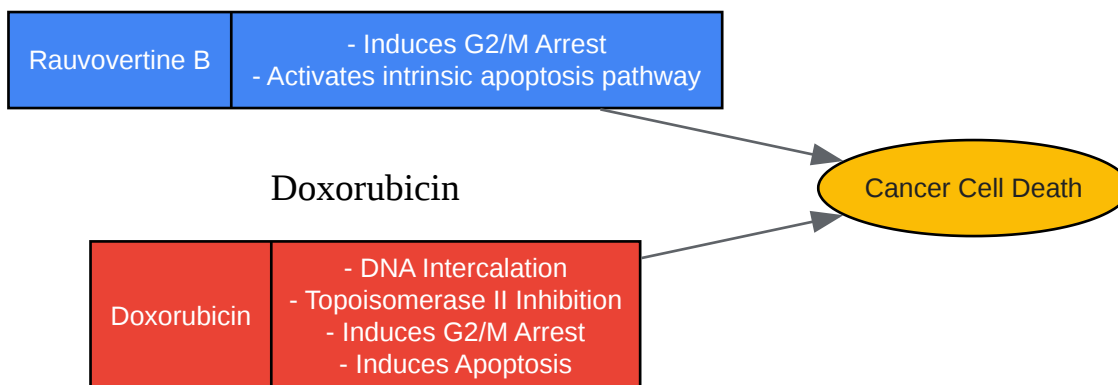 Rauvovertine B
- Induces G2/M Arrest
- Activates intrinsic apoptosis pathway
Cancer Cell Death
Doxorubicin
Doxorubicin
- DNA Intercalation
- Topoisomerase II Inhibition
- Induces G2/M Arrest
- Induces Apoptosis